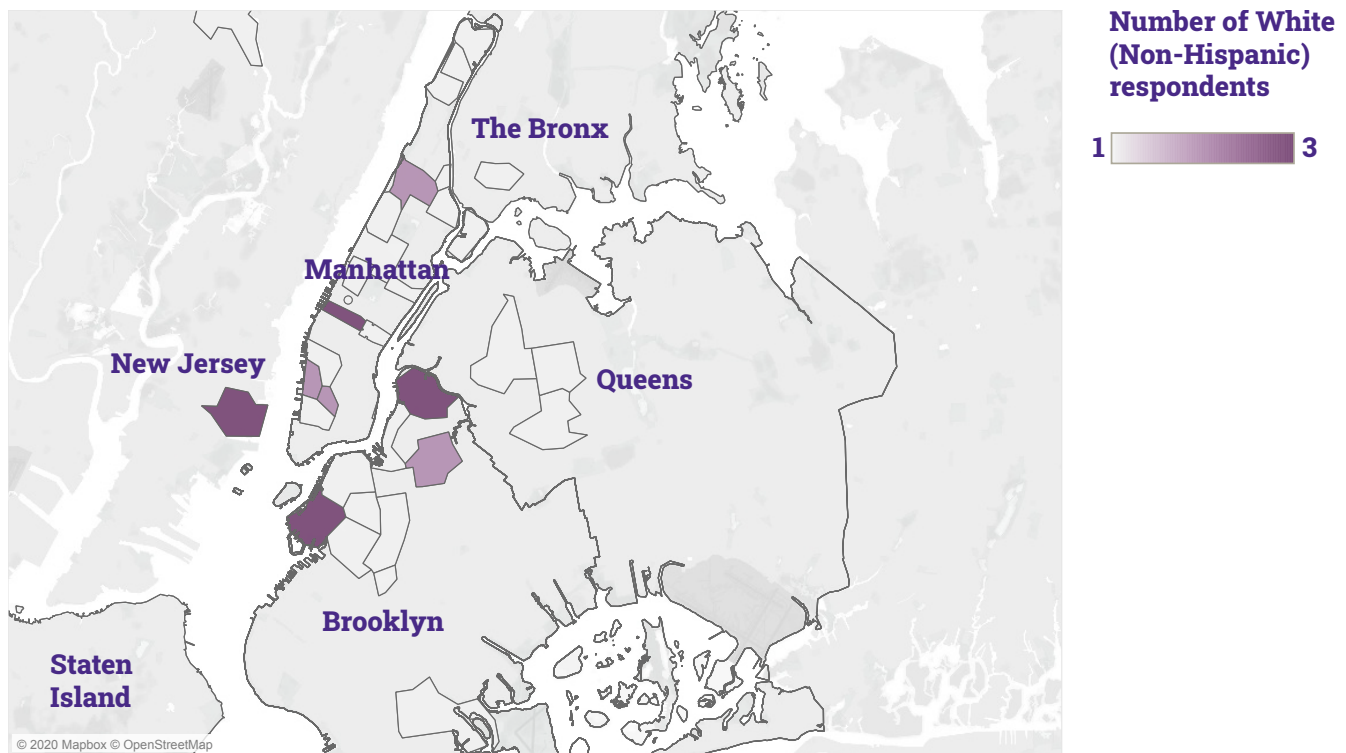 Number of White
(Non-Hispanic)
respondents
1 3
The Bronx
Manhattan
New Jersey
Queens
Brooklyn
Staten
Island
© 2020 Mapbox © OpenStreetMap